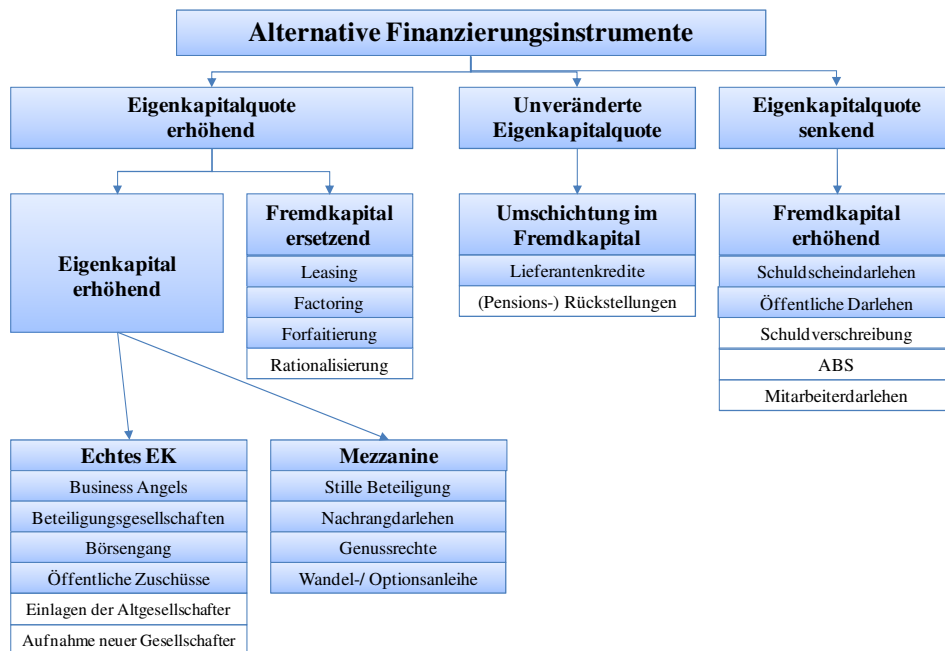 Alternative Finanzierungsinstrumente
Eigenkapitalquote
erhöhend
Unveränderte
Eigenkapitalquote
Eigenkapitalquote
senkend
Eigenkapital
erhöhend
Fremdkapital
ersetzend
Leasing
Factoring
Forfaitierung
Rationalisierung
Umschichtung im
Fremdkapital
Lieferantenkredite
(Pensions-) Rückstellungen
Fremdkapital
erhöhend
Schuldscheindarlehen
Öffentliche Darlehen
Schuldverschreibung
ABS
Mitarbeiterdarlehen
Echtes EK
Business Angels
Beteiligungsgesellschaften
Börsengang
Öffentliche Zuschüsse
Einlagen der Altgesellschafter
Aufnahme neuer Gesellschafter
Mezzanine
Stille Beteiligung
Nachrangdarlehen
Genussrechte
Wandel-/ Optionsanleihe